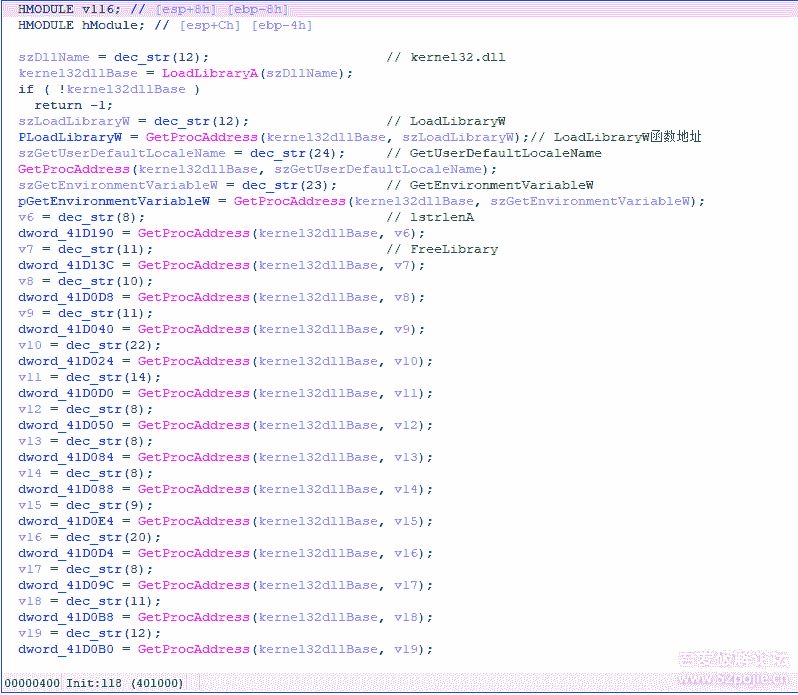 HMODULE v116; // [esp+8h] [ebp-8h]
HMODULE hModule; // [esp+Ch] [ebp-4h]
szDllName = dec_str(12); // kernel32.dll
kernel32dllBase = LoadLibraryA(szDllName);
if ( !kernel32dllBase )
return -1;
szLoadLibraryW = dec_str(12); // LoadLibraryW
PLoadLibraryW = GetProcAddress(kernel32dllBase, szLoadLibraryW);// LoadLibraryW函数地址
szGetUserDefaultLocaleName = dec_str(24); // GetUserDefaultLocaleName
GetProcAddress(kernel32dllBase, szGetUserDefaultLocaleName);
szGetEnvironmentVariableW = dec_str(23); // GetEnvironmentVariableW
pGetEnvironmentVariableW = GetProcAddress(kernel32dllBase, szGetEnvironmentVariableW);
v6 = dec_str(8); // lstrlenA
dword_41D190 = GetProcAddress(kernel32dllBase, v6);
v7 = dec_str(11); // FreeLibrary
dword_41D13C = GetProcAddress(kernel32dllBase, v7);
v8 = dec_str(10);
dword_41D0D8 = GetProcAddress(kernel32dllBase, v8);
v9 = dec_str(11);
dword_41D040 = GetProcAddress(kernel32dllBase, v9);
v10 = dec_str(22);
dword_41D024 = GetProcAddress(kernel32dllBase, v10);
v11 = dec_str(14);
dword_41D0D0 = GetProcAddress(kernel32dllBase, v11);
v12 = dec_str(8);
dword_41D050 = GetProcAddress(kernel32dllBase, v12);
v13 = dec_str(8);
dword_41D084 = GetProcAddress(kernel32dllBase, v13);
v14 = dec_str(8);
dword_41D088 = GetProcAddress(kernel32dllBase, v14);
v15 = dec_str(9);
dword_41D0E4 = GetProcAddress(kernel32dllBase, v15);
v16 = dec_str(20);
dword_41D0D4 = GetProcAddress(kernel32dllBase, v16);
v17 = dec_str(8);
dword_41D09C = GetProcAddress(kernel32dllBase, v17);
v18 = dec_str(11);
dword_41D0B8 = GetProcAddress(kernel32dllBase, v18);
v19 = dec_str(12);
dword_41D0B0 = GetProcAddress(kernel32dllBase, v19);
吾爱破解论坛
www.52pojie.cn
00000400 Init:118 (401000)